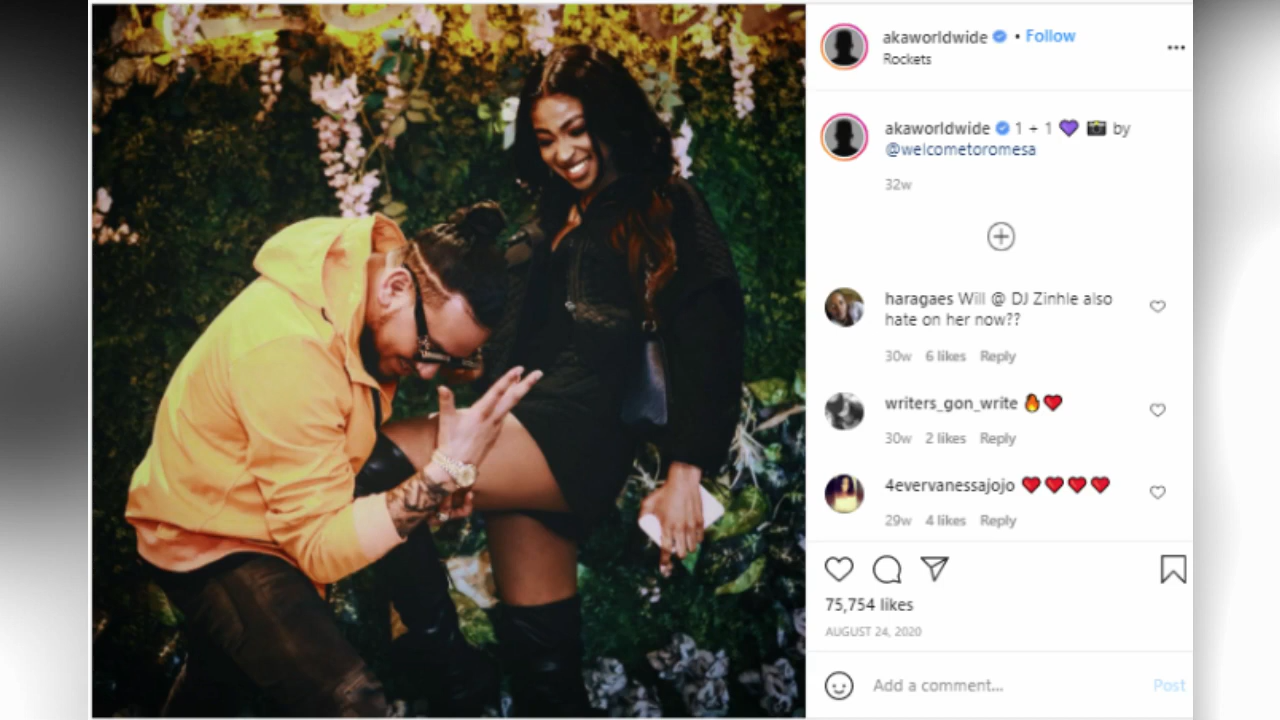 akaworldwide • Follow
Rockets
akaworldwide 1 + 1 💜 📸 by
@welcometoromesa
32w
haragaes Will @ DJ Zinhle also
hate on her now??
30w 6 likes Reply
writers_gon_write 🔥❤️
30w 2 likes Reply
4evervanessajojo ❤️❤️❤️❤️
29w 4 likes Reply
75,754 likes
AUGUST 24, 2020
Add a comment... Post